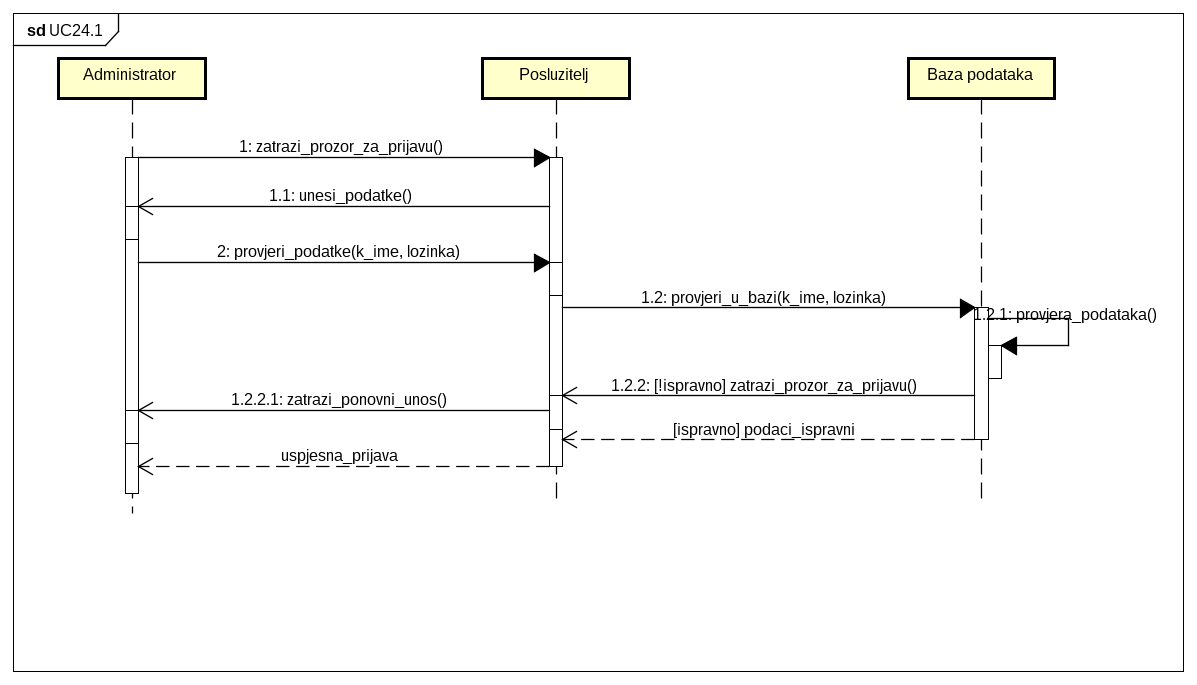 sd UC24.1
Administrator
Posluzitelj
Baza podataka
1: zatrazi_prozor_za_prijavu()
1.1: unesi_podatke()
2: provjeri_podatke(k_ime, lozinka)
1.2: provjeri_u_bazi(k_ime, lozinka)
1.2.1: provjera_podataka()
1.2.2: [!ispravno] zatrazi_prozor_za_prijavu()
1.2.2.1: zatrazi_ponovni_unos()
[ispravno] podaci_ispravni
uspjesna_prijava